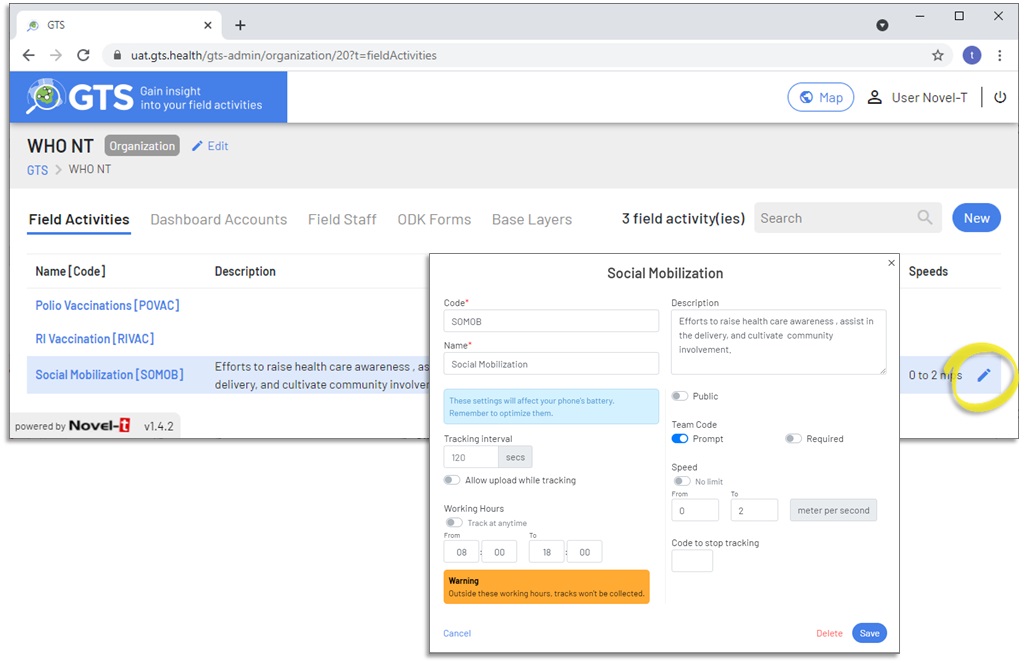 GTS
uat.gts.health/gts-admin/organization/20?t=fieldActivities
t
GTS
Gain insight
into your field activities
Map
User Novel-T
WHO NT
Organization
Edit
GTS > WHO NT
Field Activities
Dashboard Accounts
Field Staff
ODK Forms
Base Layers
3 field activity(ies)
Search
New
Name [Code]
Description
Speeds
Polio Vaccinations [POVAC]
RI Vaccination [RIVAC]
Social Mobilization [SOMOB]
Efforts to raise health care awareness , as
delivery, and cultivate community involver
0 to 2 mps
powered by Novel-t
v1.4.2
Social Mobilization
Code*
SOMOB
Name*
Social Mobilization
These settings will affect your phone's battery.
Remember to optimize them.
Tracking interval
120 secs
Allow upload while tracking
Working Hours
Track at anytime
From
To
08 : 00
18 : 00
Warning
Outside these working hours, tracks won't be collected.
Description
Efforts to raise health care awareness , assist in
the delivery, and cultivate community
involvement.
Public
Team Code
Prompt
Required
Speed
No limit
From
To
0
2
meter per second
Code to stop tracking
Cancel
Delete
Save